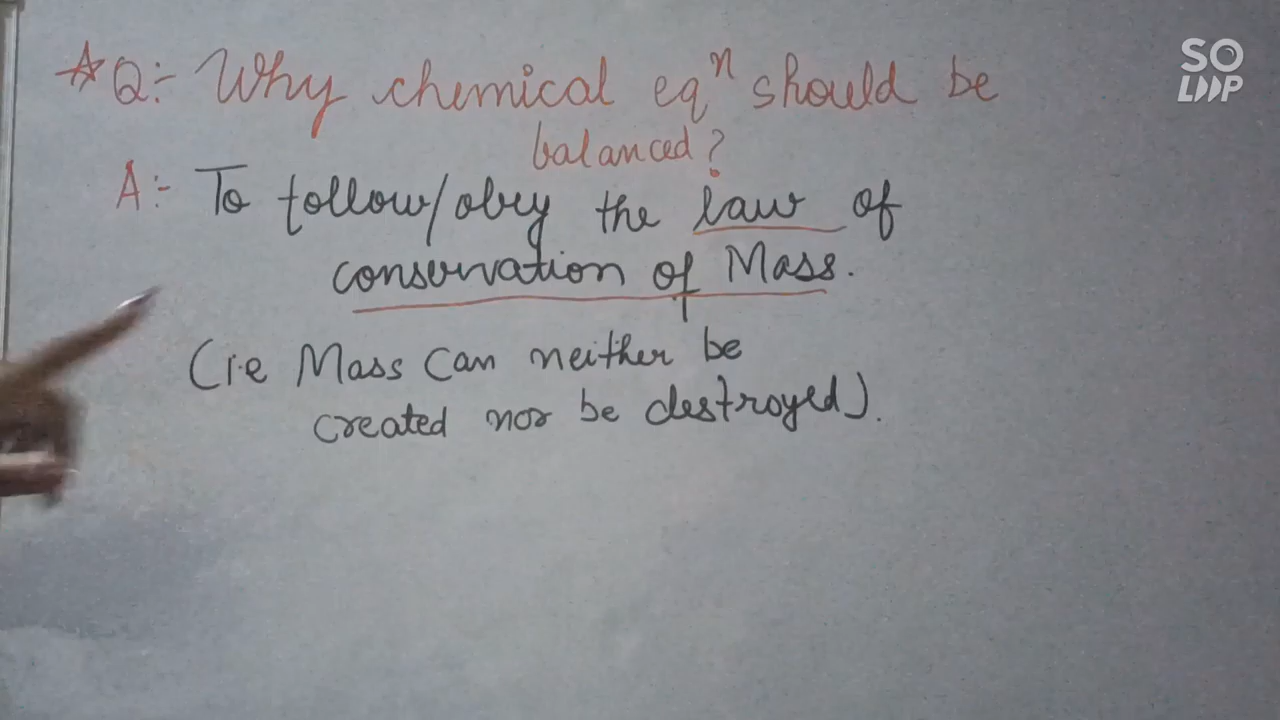 ☆ Q:- Why chemical eqⁿ should be
balanced?
A:- To follow/obey the law of
conservation of Mass.
(i.e Mass Can neither be
created nor be destroyed).
SO
LOOP